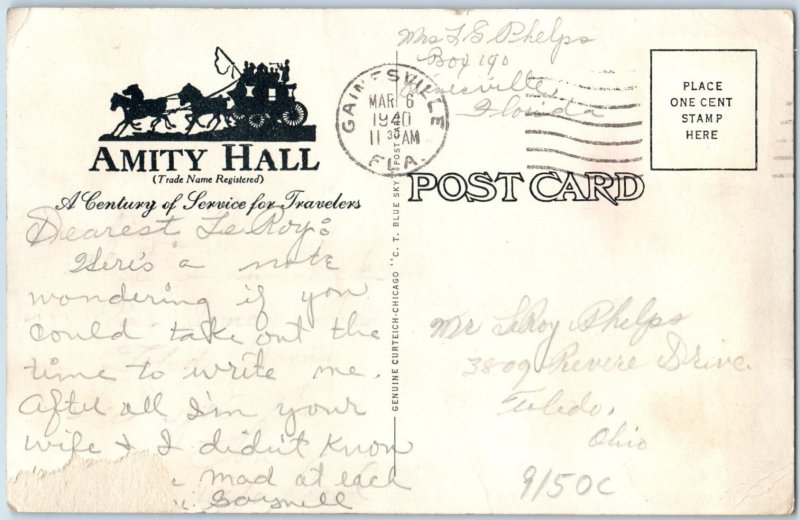 AMITY HALL
(Trade Name Registered)
A Century of Service for Travelers
Dearest LeRoy:
Here's a note
wondering if you
could take out the
time to write me.
After all I'm your
wife & I didn't know
mad at each
GENUINE CURTEICH-CHICAGO "C. T. BLUE SKY" POST CARD
Mrs L G Phelps
Box 190
Gainesville,
Florida
GAINESVILLE
MAR 6
1940
11 30 AM
FLA.
PLACE
ONE CENT
STAMP
HERE
POST CARD
Mr LeRoy Phelps
3809 Revere Drive
Toledo,
Ohio
9/50C